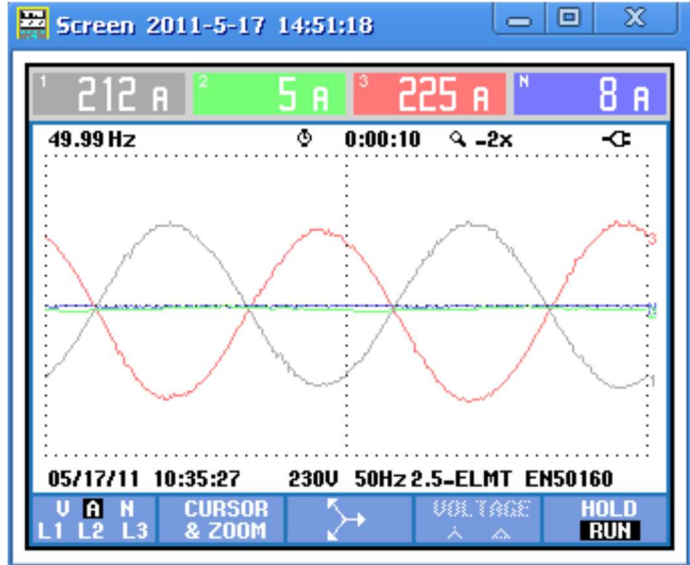 Screen 2011-5-17 14:51:18
1 212 A 2 5 A 3 225 A N 8 A
49.99 Hz 0:00:10 -2x
3
N
1
05/17/11 10:35:27 230V 50Hz 2.5-ELMT EN50160
V A N CURSOR VOLTAGE HOLD
L1 L2 L3 & ZOOM RUN